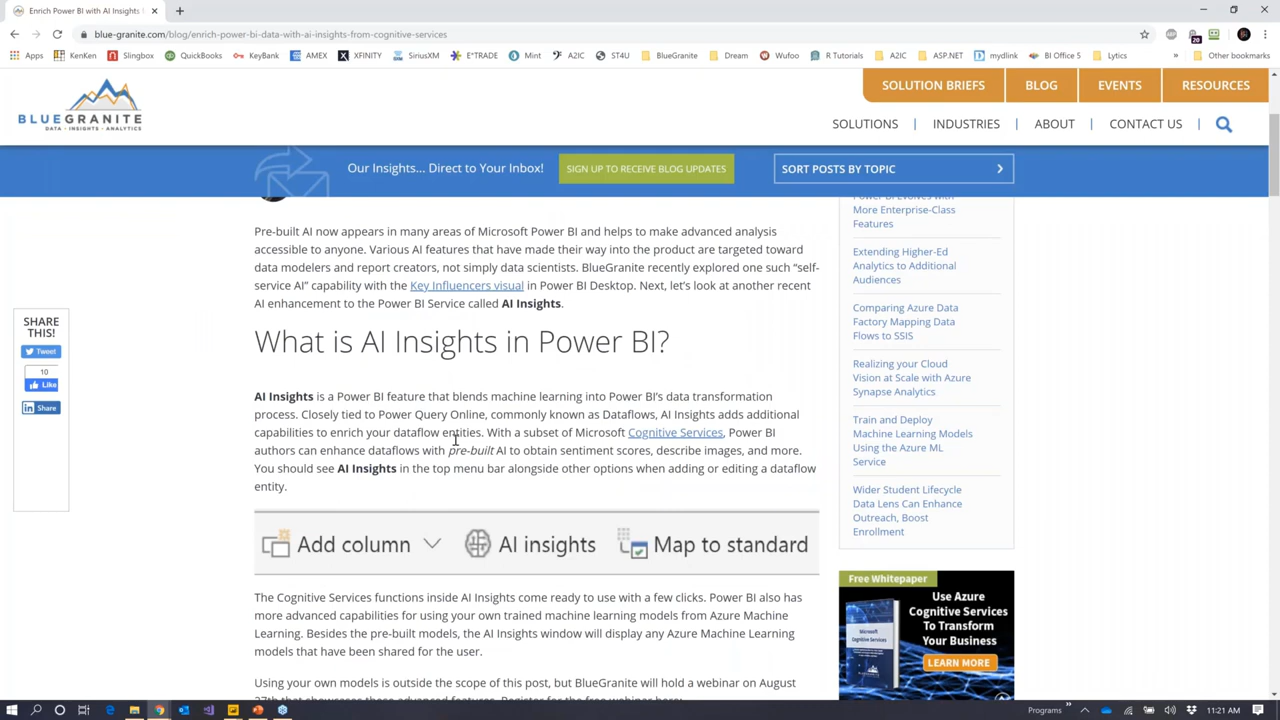 Enrich Power BI with AI Insights
blue-granite.com/blog/enrich-power-bi-data-with-ai-insights-from-cognitive-services
Apps KenKen Slingbox QuickBooks KeyBank AMEX XFINITY SiriusXM E*TRADE Mint A2IC ST4U BlueGranite Dream Wufoo R Tutorials A2IC ASP.NET mydlink BI Office 5 Lytics » Other bookmarks
BLUEGRANITE
DATA · INSIGHTS · ANALYTICS
SOLUTION BRIEFS BLOG EVENTS RESOURCES
SOLUTIONS | INDUSTRIES | ABOUT | CONTACT US |
Our Insights... Direct to Your Inbox! SIGN UP TO RECEIVE BLOG UPDATES SORT POSTS BY TOPIC
Pre-built AI now appears in many areas of Microsoft Power BI and helps to make advanced analysis
accessible to anyone. Various AI features that have made their way into the product are targeted toward
data modelers and report creators, not simply data scientists. BlueGranite recently explored one such “self-
service AI” capability with the Key Influencers visual in Power BI Desktop. Next, let’s look at another recent
AI enhancement to the Power BI Service called AI Insights.
What is AI Insights in Power BI?
AI Insights is a Power BI feature that blends machine learning into Power BI’s data transformation
process. Closely tied to Power Query Online, commonly known as Dataflows, AI Insights adds additional
capabilities to enrich your dataflow entities. With a subset of Microsoft Cognitive Services, Power BI
authors can enhance dataflows with pre-built AI to obtain sentiment scores, describe images, and more.
You should see AI Insights in the top menu bar alongside other options when adding or editing a dataflow
entity.
Add column AI insights Map to standard
The Cognitive Services functions inside AI Insights come ready to use with a few clicks. Power BI also has
more advanced capabilities for using your own trained machine learning models from Azure Machine
Learning. Besides the pre-built models, the AI Insights window will display any Azure Machine Learning
models that have been shared for the user.
Using your own models is outside the scope of this post, but BlueGranite will hold a webinar on August
27th that showcases these advanced features. Register for the free webinar here:
SHARE
THIS!
Tweet
10
Like
Share
Power BI Evolves with
More Enterprise-Class
Features
Extending Higher-Ed
Analytics to Additional
Audiences
Comparing Azure Data
Factory Mapping Data
Flows to SSIS
Realizing your Cloud
Vision at Scale with Azure
Synapse Analytics
Train and Deploy
Machine Learning Models
Using the Azure ML
Service
Wider Student Lifecycle
Data Lens Can Enhance
Outreach, Boost
Enrollment
Free Whitepaper
Use Azure
Cognitive Services
To Transform
Your Business
LEARN MORE
Programs » 11:21 AM